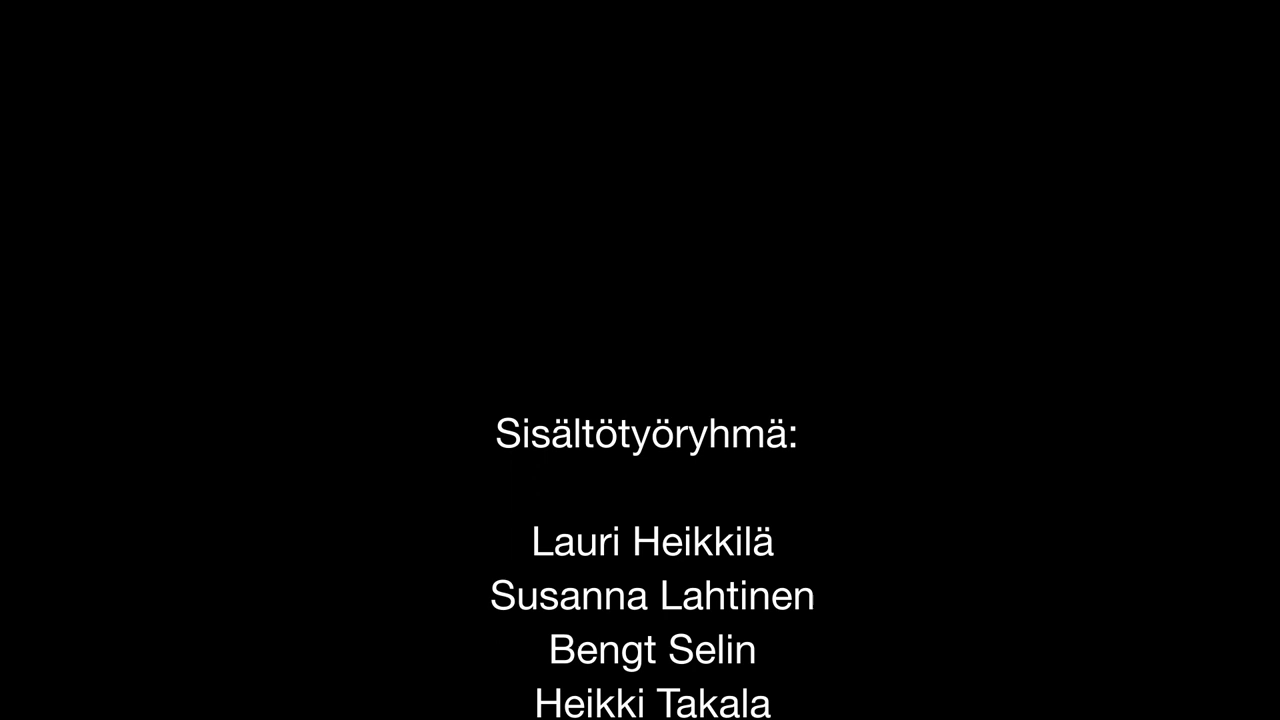 Sisältötyöryhmä:
Lauri Heikkilä
Susanna Lahtinen
Bengt Selin
Heikki Takala